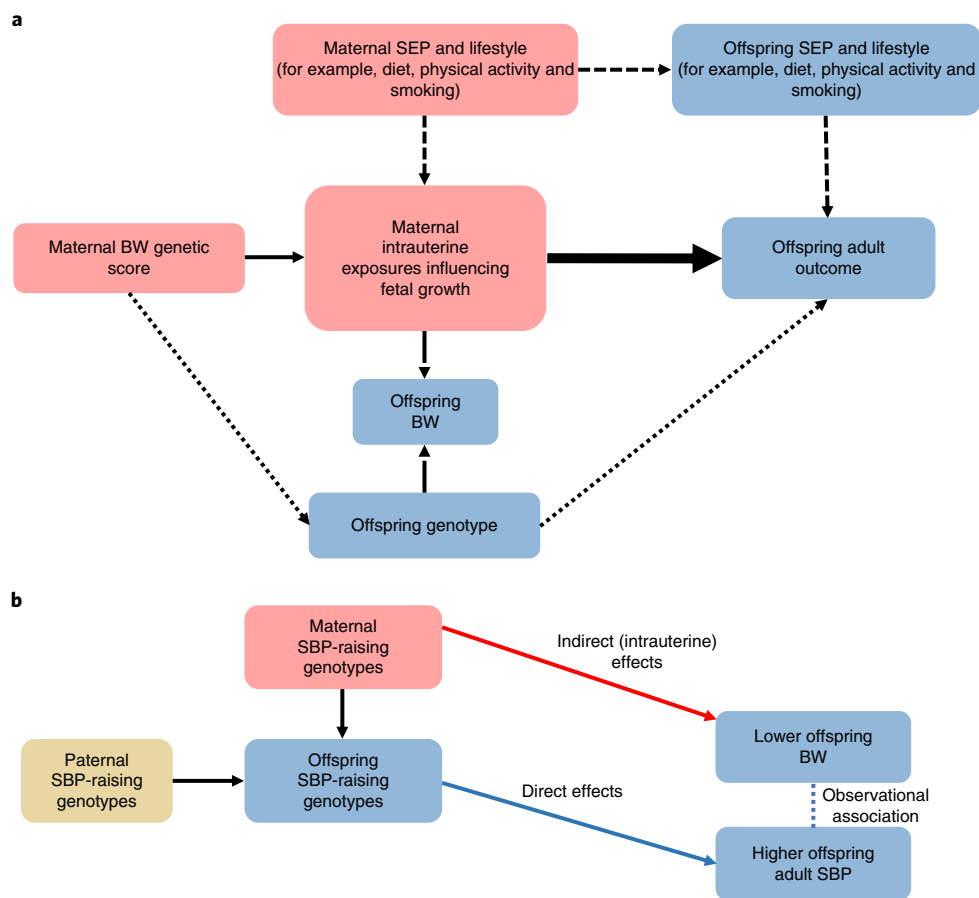 a
Maternal SEP and lifestyle
(for example, diet, physical activity and
smoking)
Offspring SEP and lifestyle
(for example, diet, physical activity and
smoking)
Maternal BW genetic
score
Maternal
intrauterine
exposures influencing
fetal growth
Offspring adult
outcome
Offspring
BW
Offspring genotype
b
Maternal
SBP-raising
genotypes
Indirect (intrauterine)
effects
Paternal
SBP-raising
genotypes
Offspring
SBP-raising
genotypes
Direct effects
Lower offspring
BW
Observational
association
Higher offspring
adult SBP